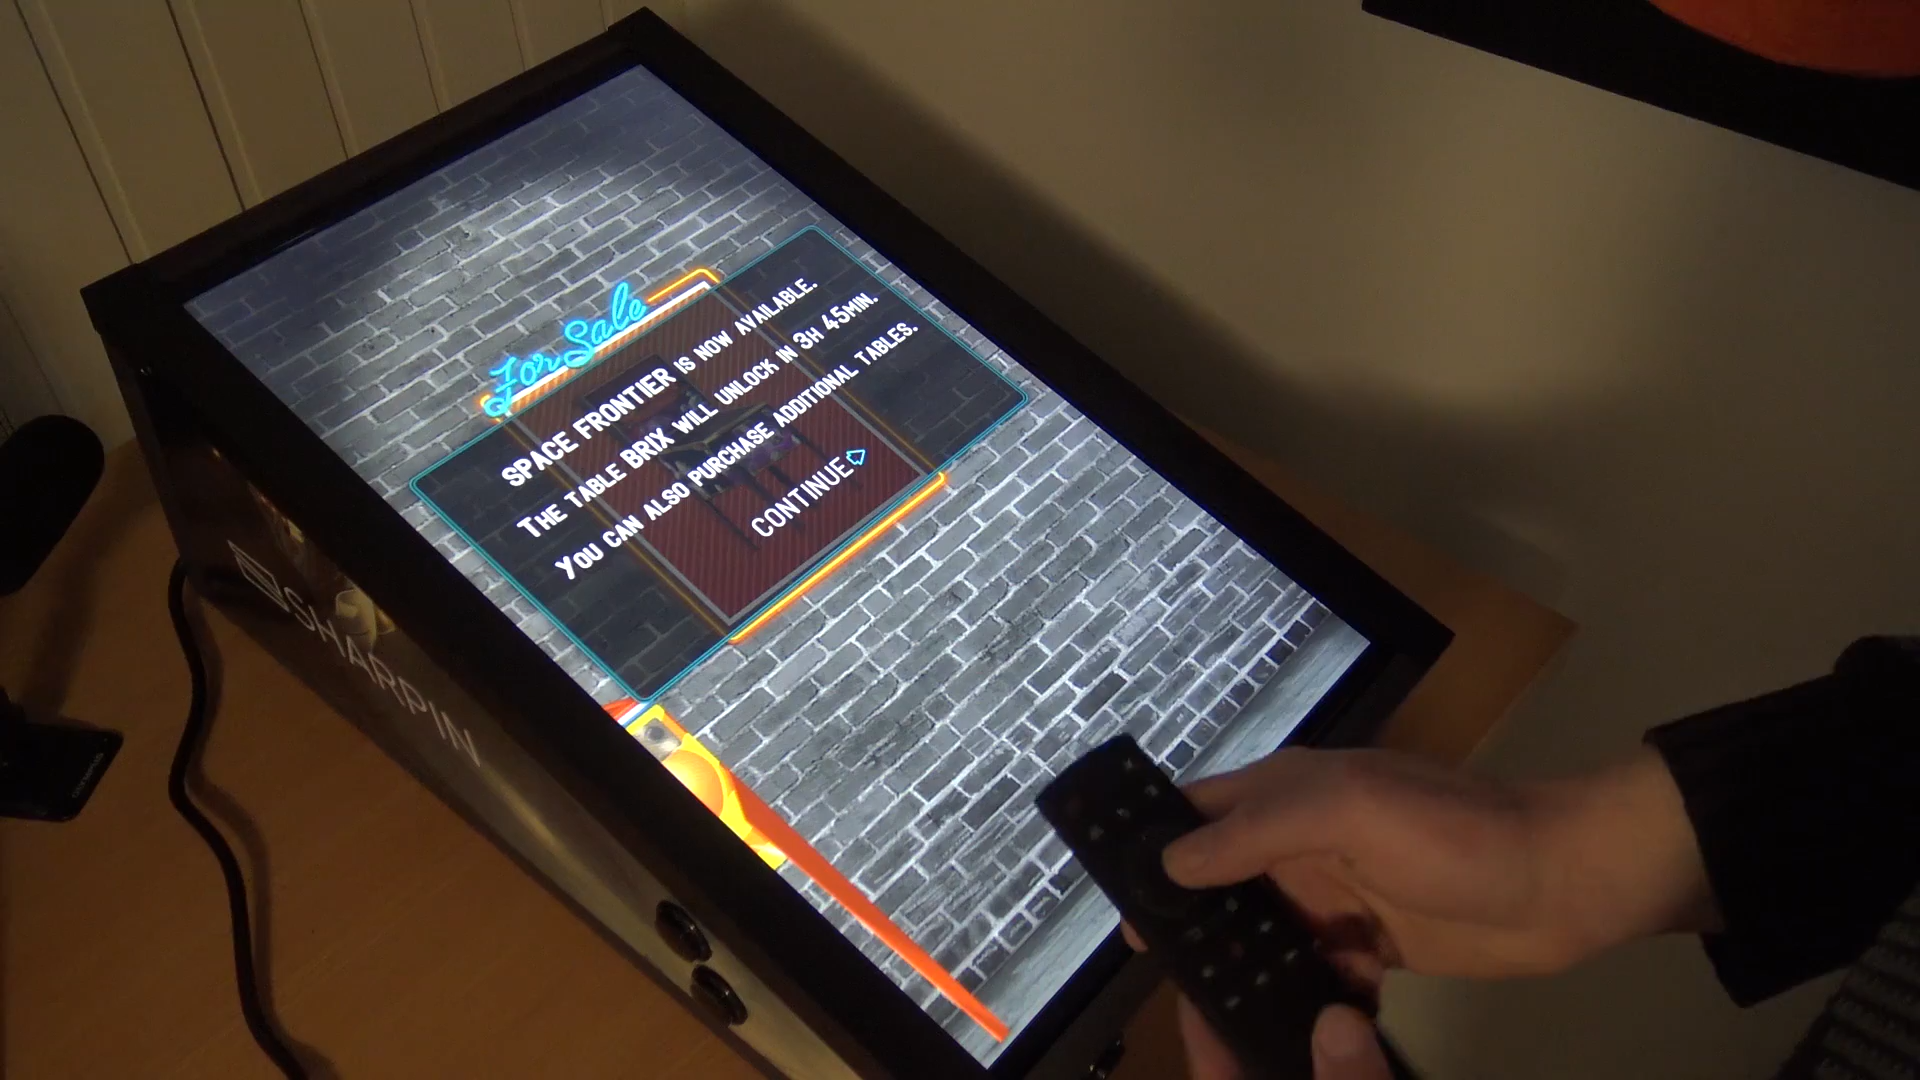 For Sale
SPACE FRONTIER IS NOW AVAILABLE.
THE TABLE BRIX WILL UNLOCK IN 3H 45MIN.
YOU CAN ALSO PURCHASE ADDITIONAL TABLES.
CONTINUE
SHARPIN
OLYMPUS